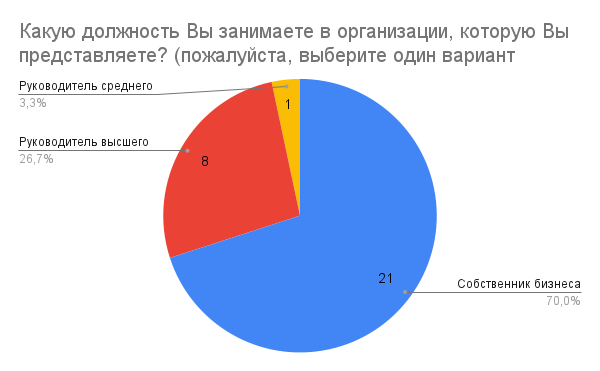 Какую должность Вы занимаете в организации, которую Вы
представляете? (пожалуйста, выберите один вариант
Руководитель среднего
3,3%
1
Руководитель высшего
26,7%
8
21
Собственник бизнеса
70,0%